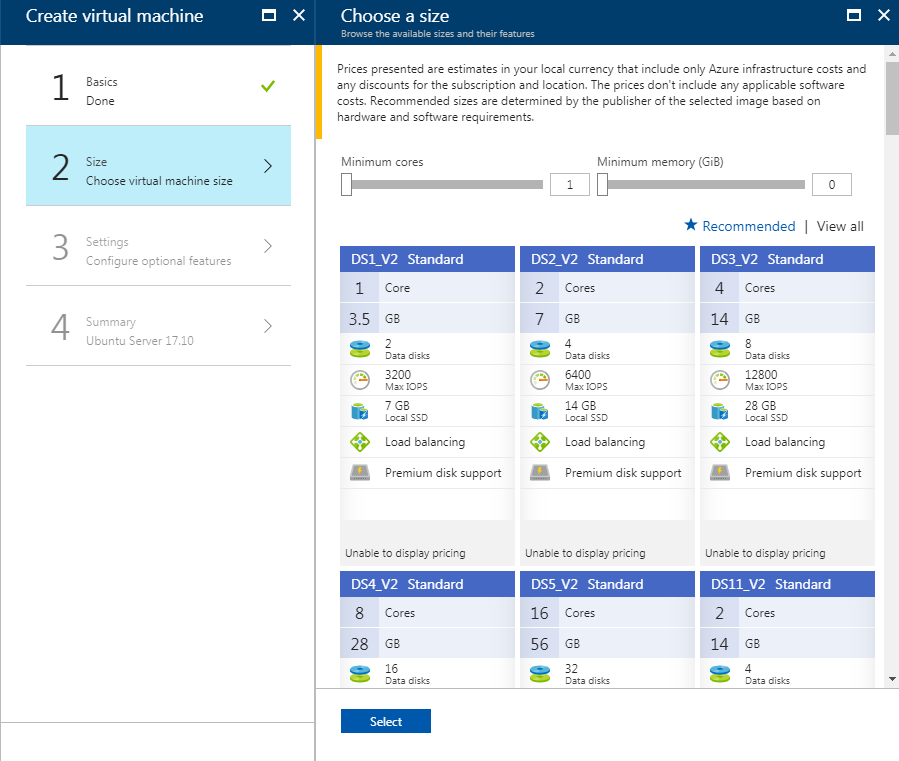 Create virtual machine
1
Basics
Done
2
Size
Choose virtual machine size
3
Settings
Configure optional features
4
Summary
Ubuntu Server 17.10
Choose a size
Browse the available sizes and their features
Prices presented are estimates in your local currency that include only Azure infrastructure costs and
any discounts for the subscription and location. The prices don't include any applicable software
costs. Recommended sizes are determined by the publisher of the selected image based on
hardware and software requirements.
Minimum cores
1
Minimum memory (GiB)
0
Recommended | View all
DS1_V2 Standard
1 Core
3.5 GB
2
Data disks
3200
Max IOPS
7 GB
Local SSD
Load balancing
Premium disk support
Unable to display pricing
DS2_V2 Standard
2 Cores
7 GB
4
Data disks
6400
Max IOPS
14 GB
Local SSD
Load balancing
Premium disk support
Unable to display pricing
DS3_V2 Standard
4 Cores
14 GB
8
Data disks
12800
Max IOPS
28 GB
Local SSD
Load balancing
Premium disk support
Unable to display pricing
DS4_V2 Standard
8 Cores
28 GB
16
Data disks
DS5_V2 Standard
16 Cores
56 GB
32
Data disks
DS11_V2 Standard
2 Cores
14 GB
4
Data disks
Select